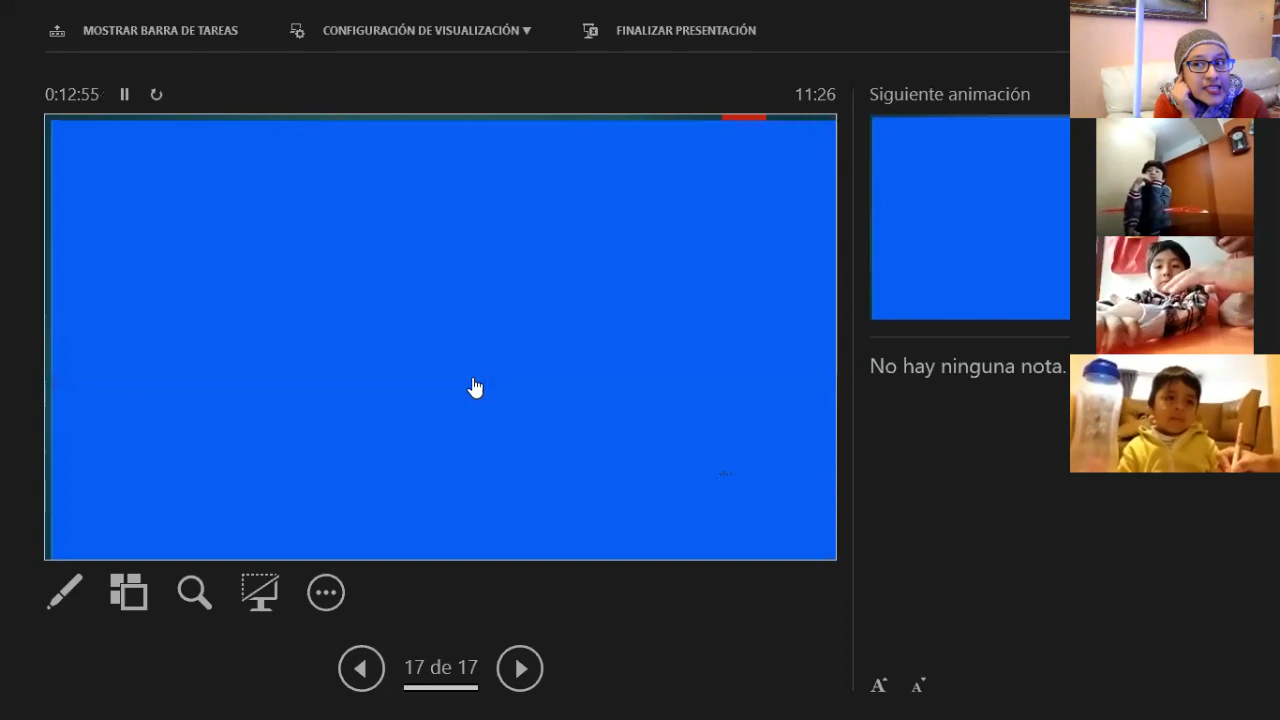 MOSTRAR BARRA DE TAREAS
CONFIGURACIÓN DE VISUALIZACIÓN ▼
FINALIZAR PRESENTACIÓN
0:12:55
11:26
Siguiente animación
No hay ninguna nota.
17 de 17
A A